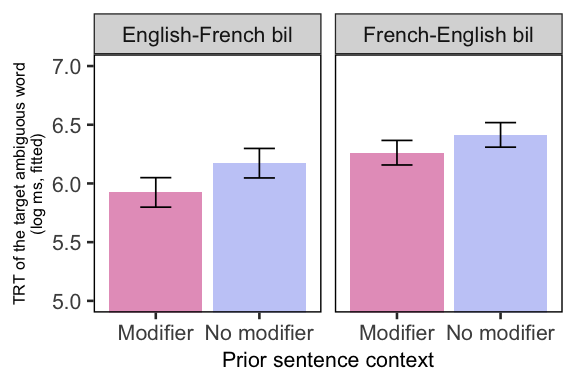 English-French bil
French-English bil
TRT of the target ambiguous word
(log ms, fitted)
7.0
6.5
6.0
5.5
5.0
Modifier
No modifier
Modifier
No modifier
Prior sentence context